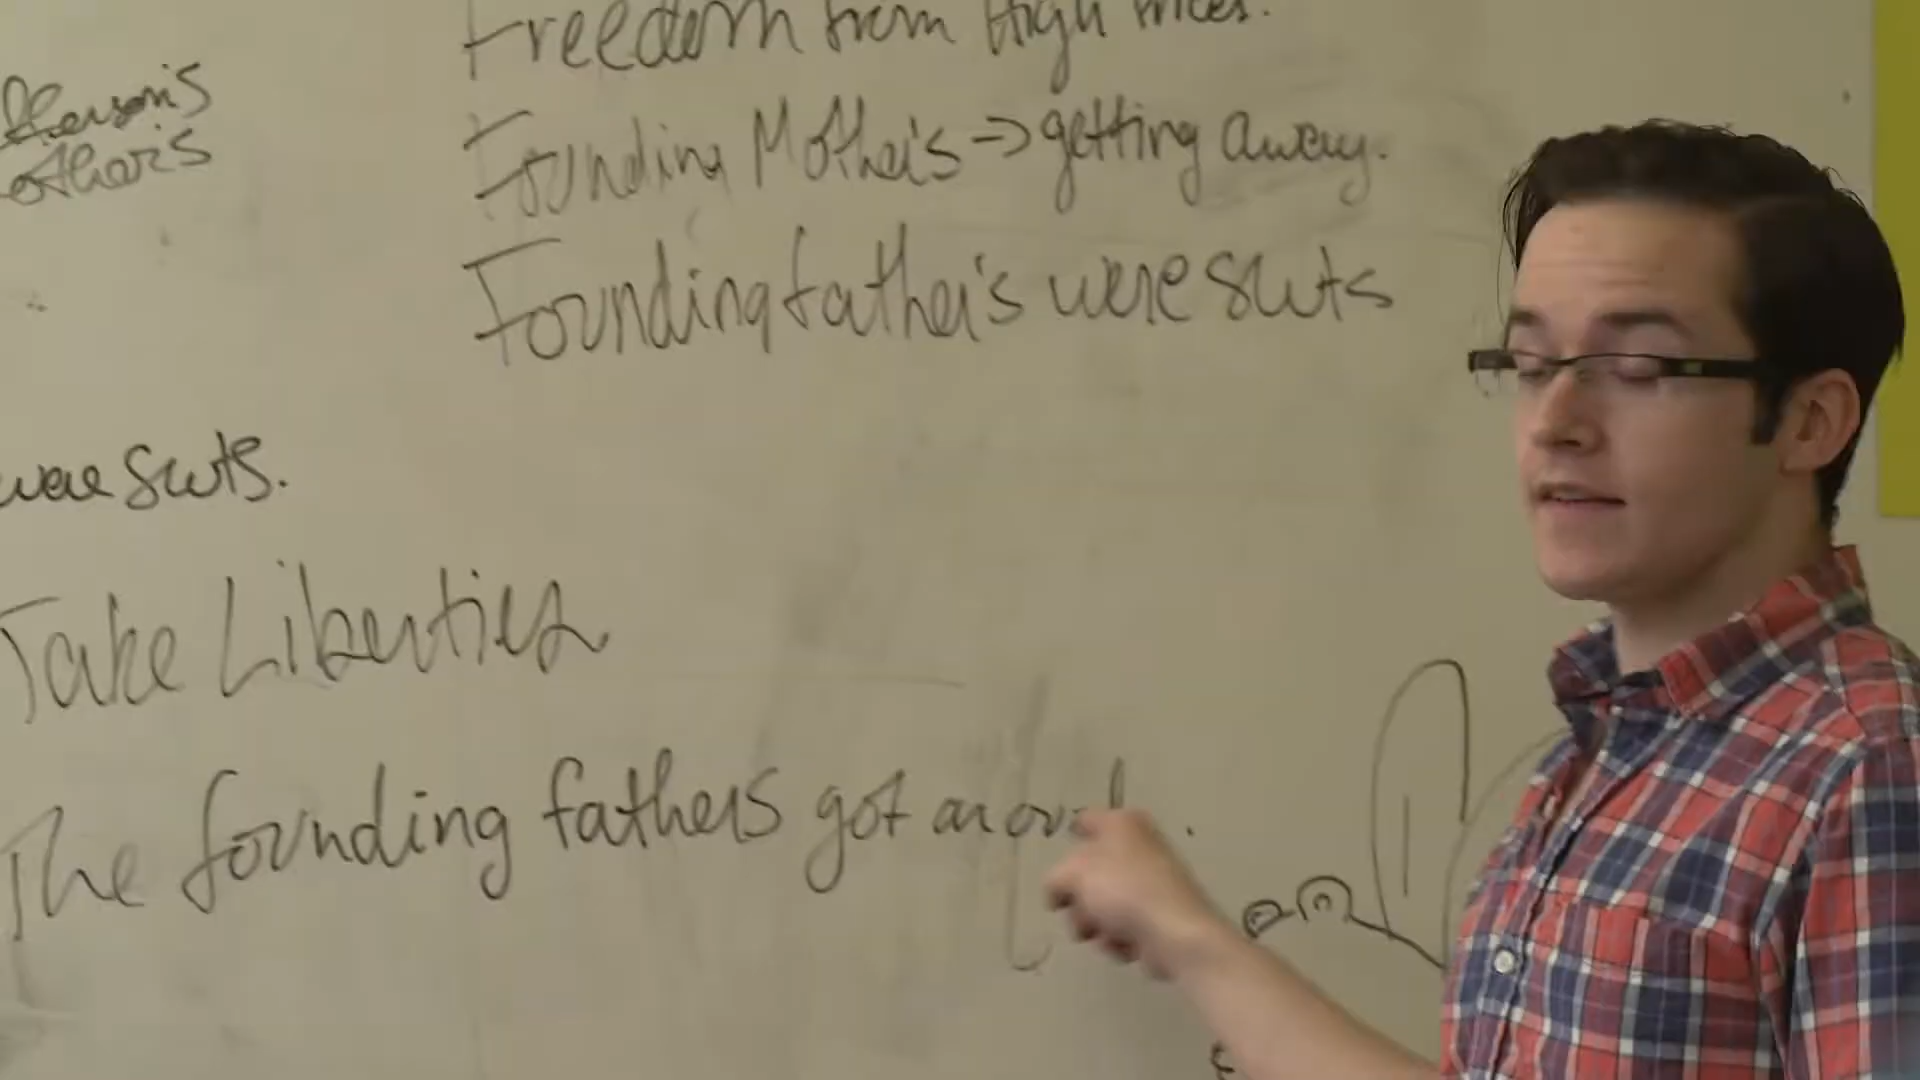 Freedom from High Prices.
Founding Mother's -> getting away.
others
Founding father's were sluts
were sluts.
Take Liberties
The founding fathers got around.